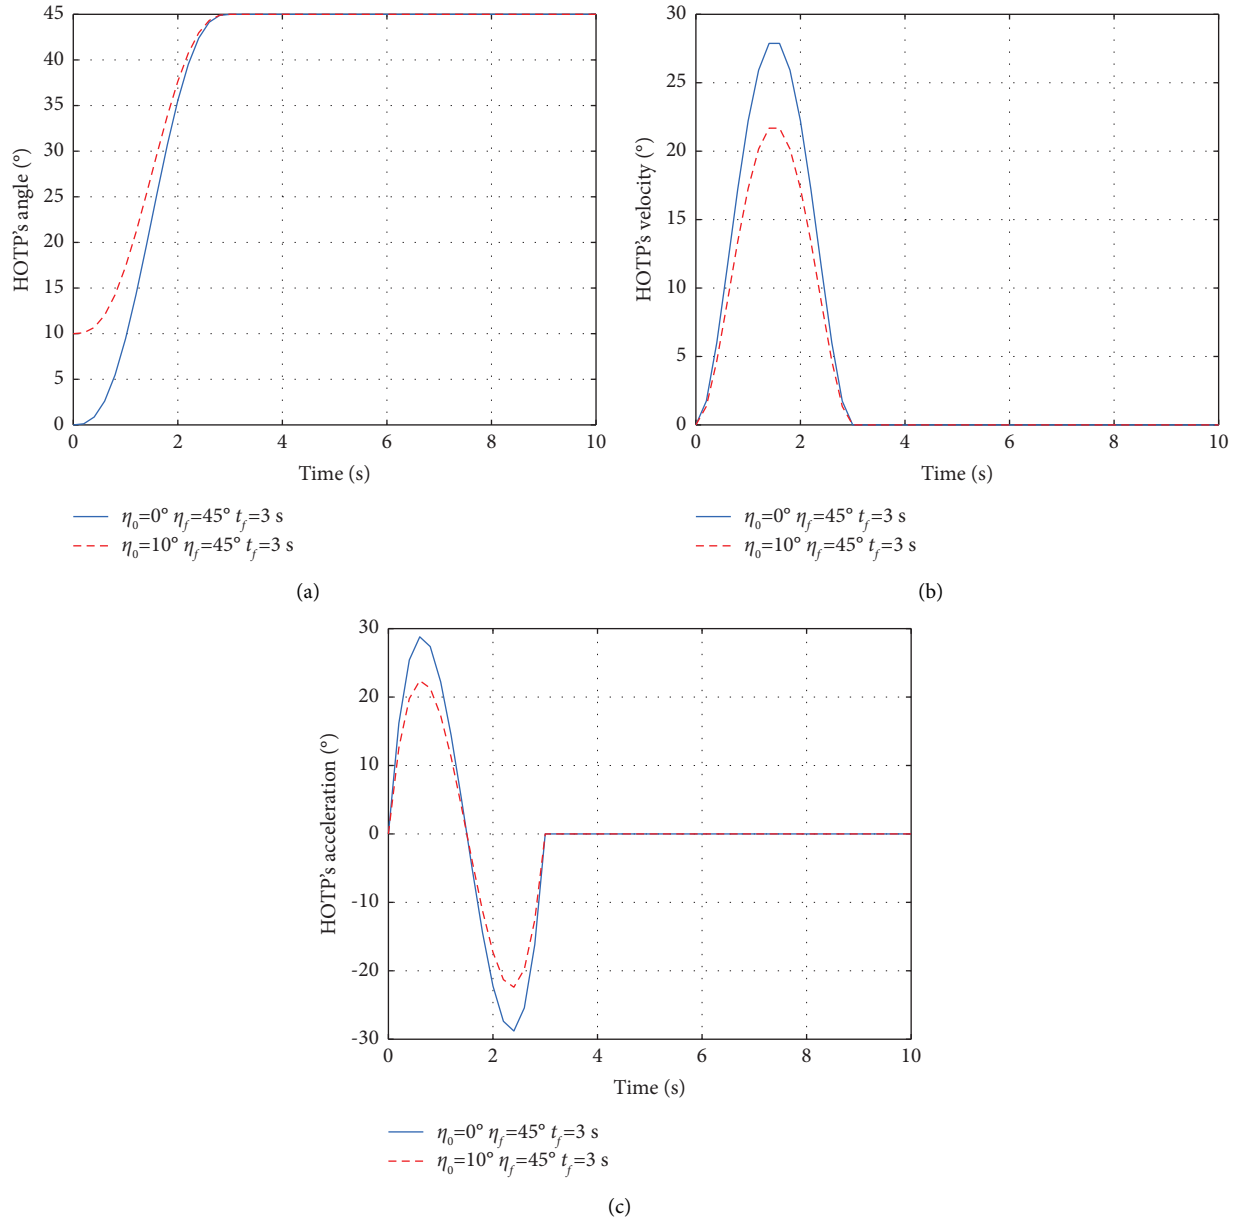 45
40
35
30
25
20
15
10
5
0
HOTP's angle (°)
0 2 4 6 8 10
Time (s)
η0=0° ηf=45° tf=3 s
η0=10° ηf=45° tf=3 s
(a)
30
25
20
15
10
5
0
HOTP's velocity (°)
0 2 4 6 8 10
Time (s)
η0=0° ηf=45° tf=3 s
η0=10° ηf=45° tf=3 s
(b)
30
20
10
0
-10
-20
-30
HOTP's acceleration (°)
0 2 4 6 8 10
Time (s)
η0=0° ηf=45° tf=3 s
η0=10° ηf=45° tf=3 s
(c)